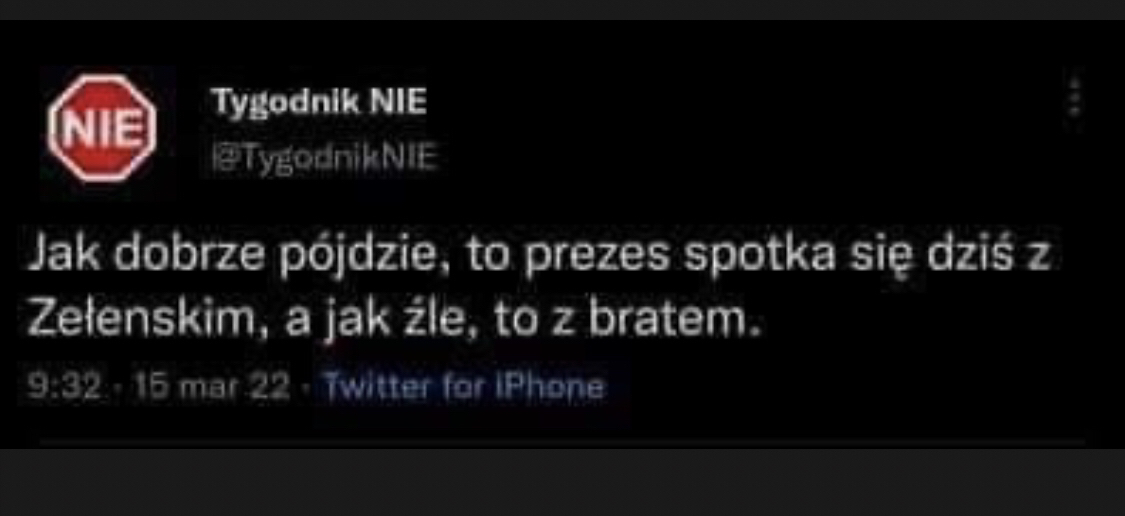 NIE
Tygodnik NIE
@TygodnikNIE
Jak dobrze pójdzie, to prezes spotka się dziś z
Zełenskim, a jak źle, to z bratem.
9:32 · 15 mar 22 · Twitter for iPhone